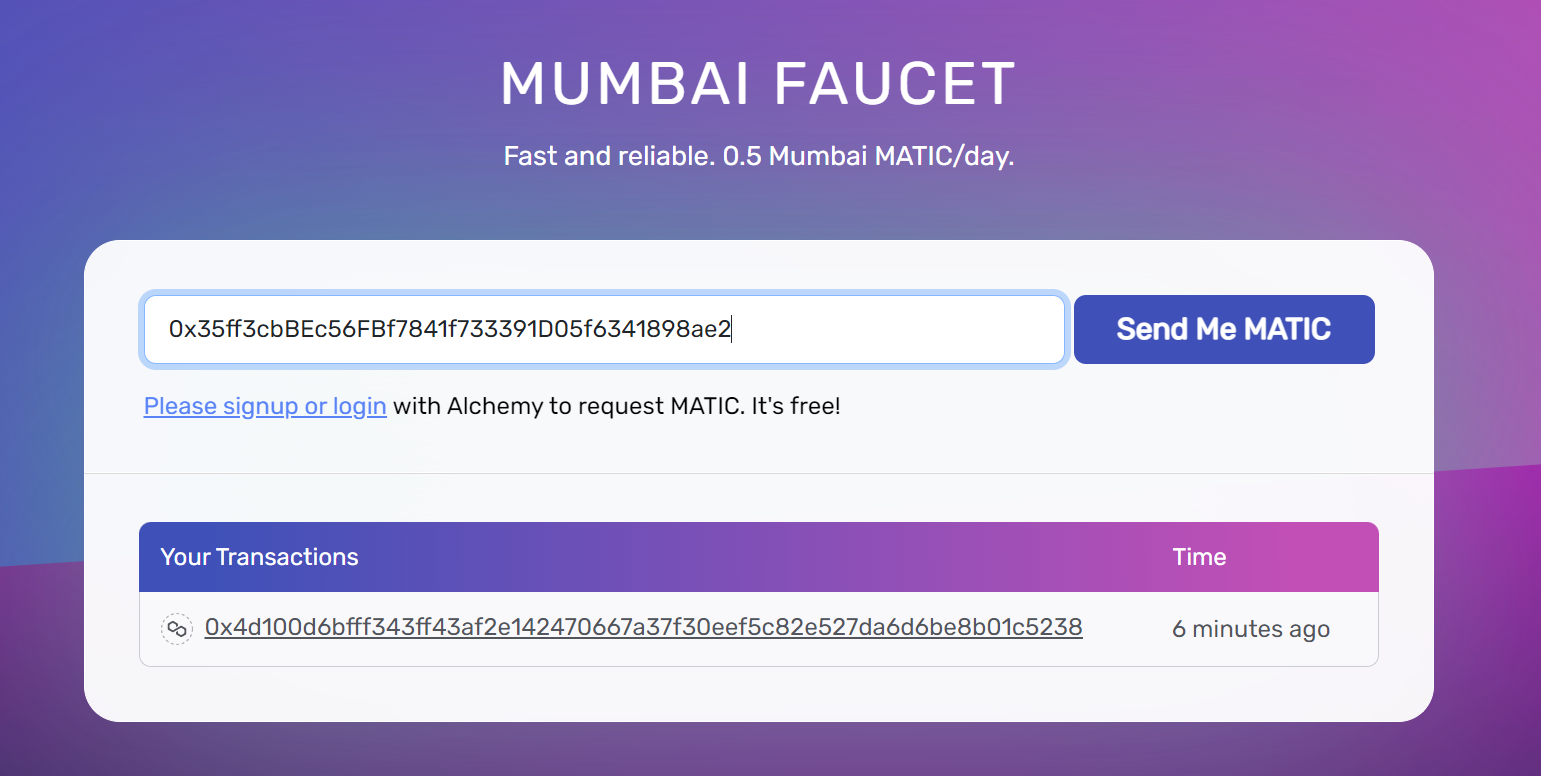 MUMBAI FAUCET
Fast and reliable. 0.5 Mumbai MATIC/day.
0x35ff3cbBEc56FBf7841f733391D05f6341898ae2
Send Me MATIC
Please signup or login with Alchemy to request MATIC. It's free!
Your Transactions
Time
0x4d100d6bfff343ff43af2e142470667a37f30eef5c82e527da6d6be8b01c5238
6 minutes ago